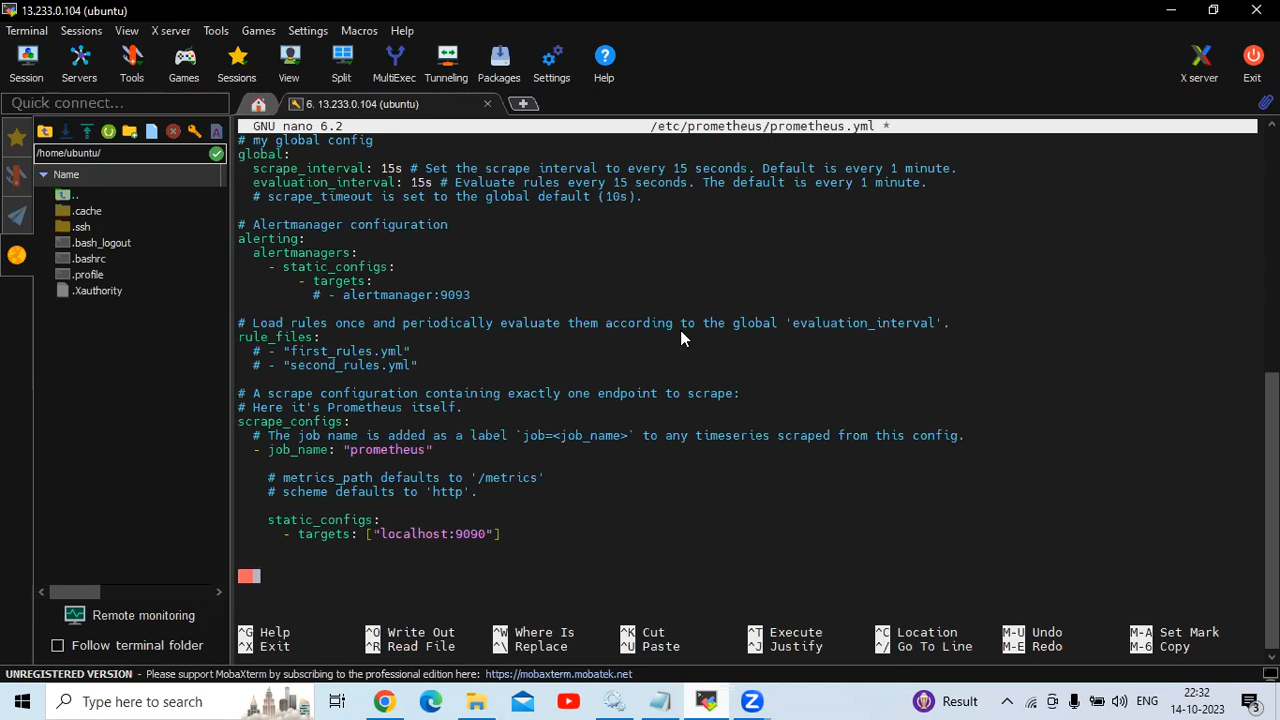 13.233.0.104 (ubuntu)
Terminal Sessions View X server Tools Games Settings Macros Help
Session Servers Tools Games Sessions View Split MultiExec Tunneling Packages Settings Help X server Exit
Quick connect...
6. 13.233.0.104 (ubuntu)
/home/ubuntu/
Name
..
.cache
.ssh
.bash_logout
.bashrc
.profile
.Xauthority
Remote monitoring
Follow terminal folder
GNU nano 6.2 /etc/prometheus/prometheus.yml *
# my global config
global:
scrape_interval: 15s # Set the scrape interval to every 15 seconds. Default is every 1 minute.
evaluation_interval: 15s # Evaluate rules every 15 seconds. The default is every 1 minute.
# scrape_timeout is set to the global default (10s).
# Alertmanager configuration
alerting:
alertmanagers:
- static_configs:
- targets:
# - alertmanager:9093
# Load rules once and periodically evaluate them according to the global 'evaluation_interval'.
rule_files:
# - "first_rules.yml"
# - "second_rules.yml"
# A scrape configuration containing exactly one endpoint to scrape:
# Here it's Prometheus itself.
scrape_configs:
# The job name is added as a label `job=<job_name>` to any timeseries scraped from this config.
- job_name: "prometheus"
# metrics_path defaults to '/metrics'
# scheme defaults to 'http'.
static_configs:
- targets: ["localhost:9090"]
^G Help ^O Write Out ^W Where Is ^K Cut ^T Execute ^C Location M-U Undo M-A Set Mark
^X Exit ^R Read File ^\ Replace ^U Paste ^J Justify ^/ Go To Line M-E Redo M-6 Copy
UNREGISTERED VERSION - Please support MobaXterm by subscribing to the professional edition here: https://mobaxterm.mobatek.net
Type here to search
Result
ENG
22:32
14-10-2023
3